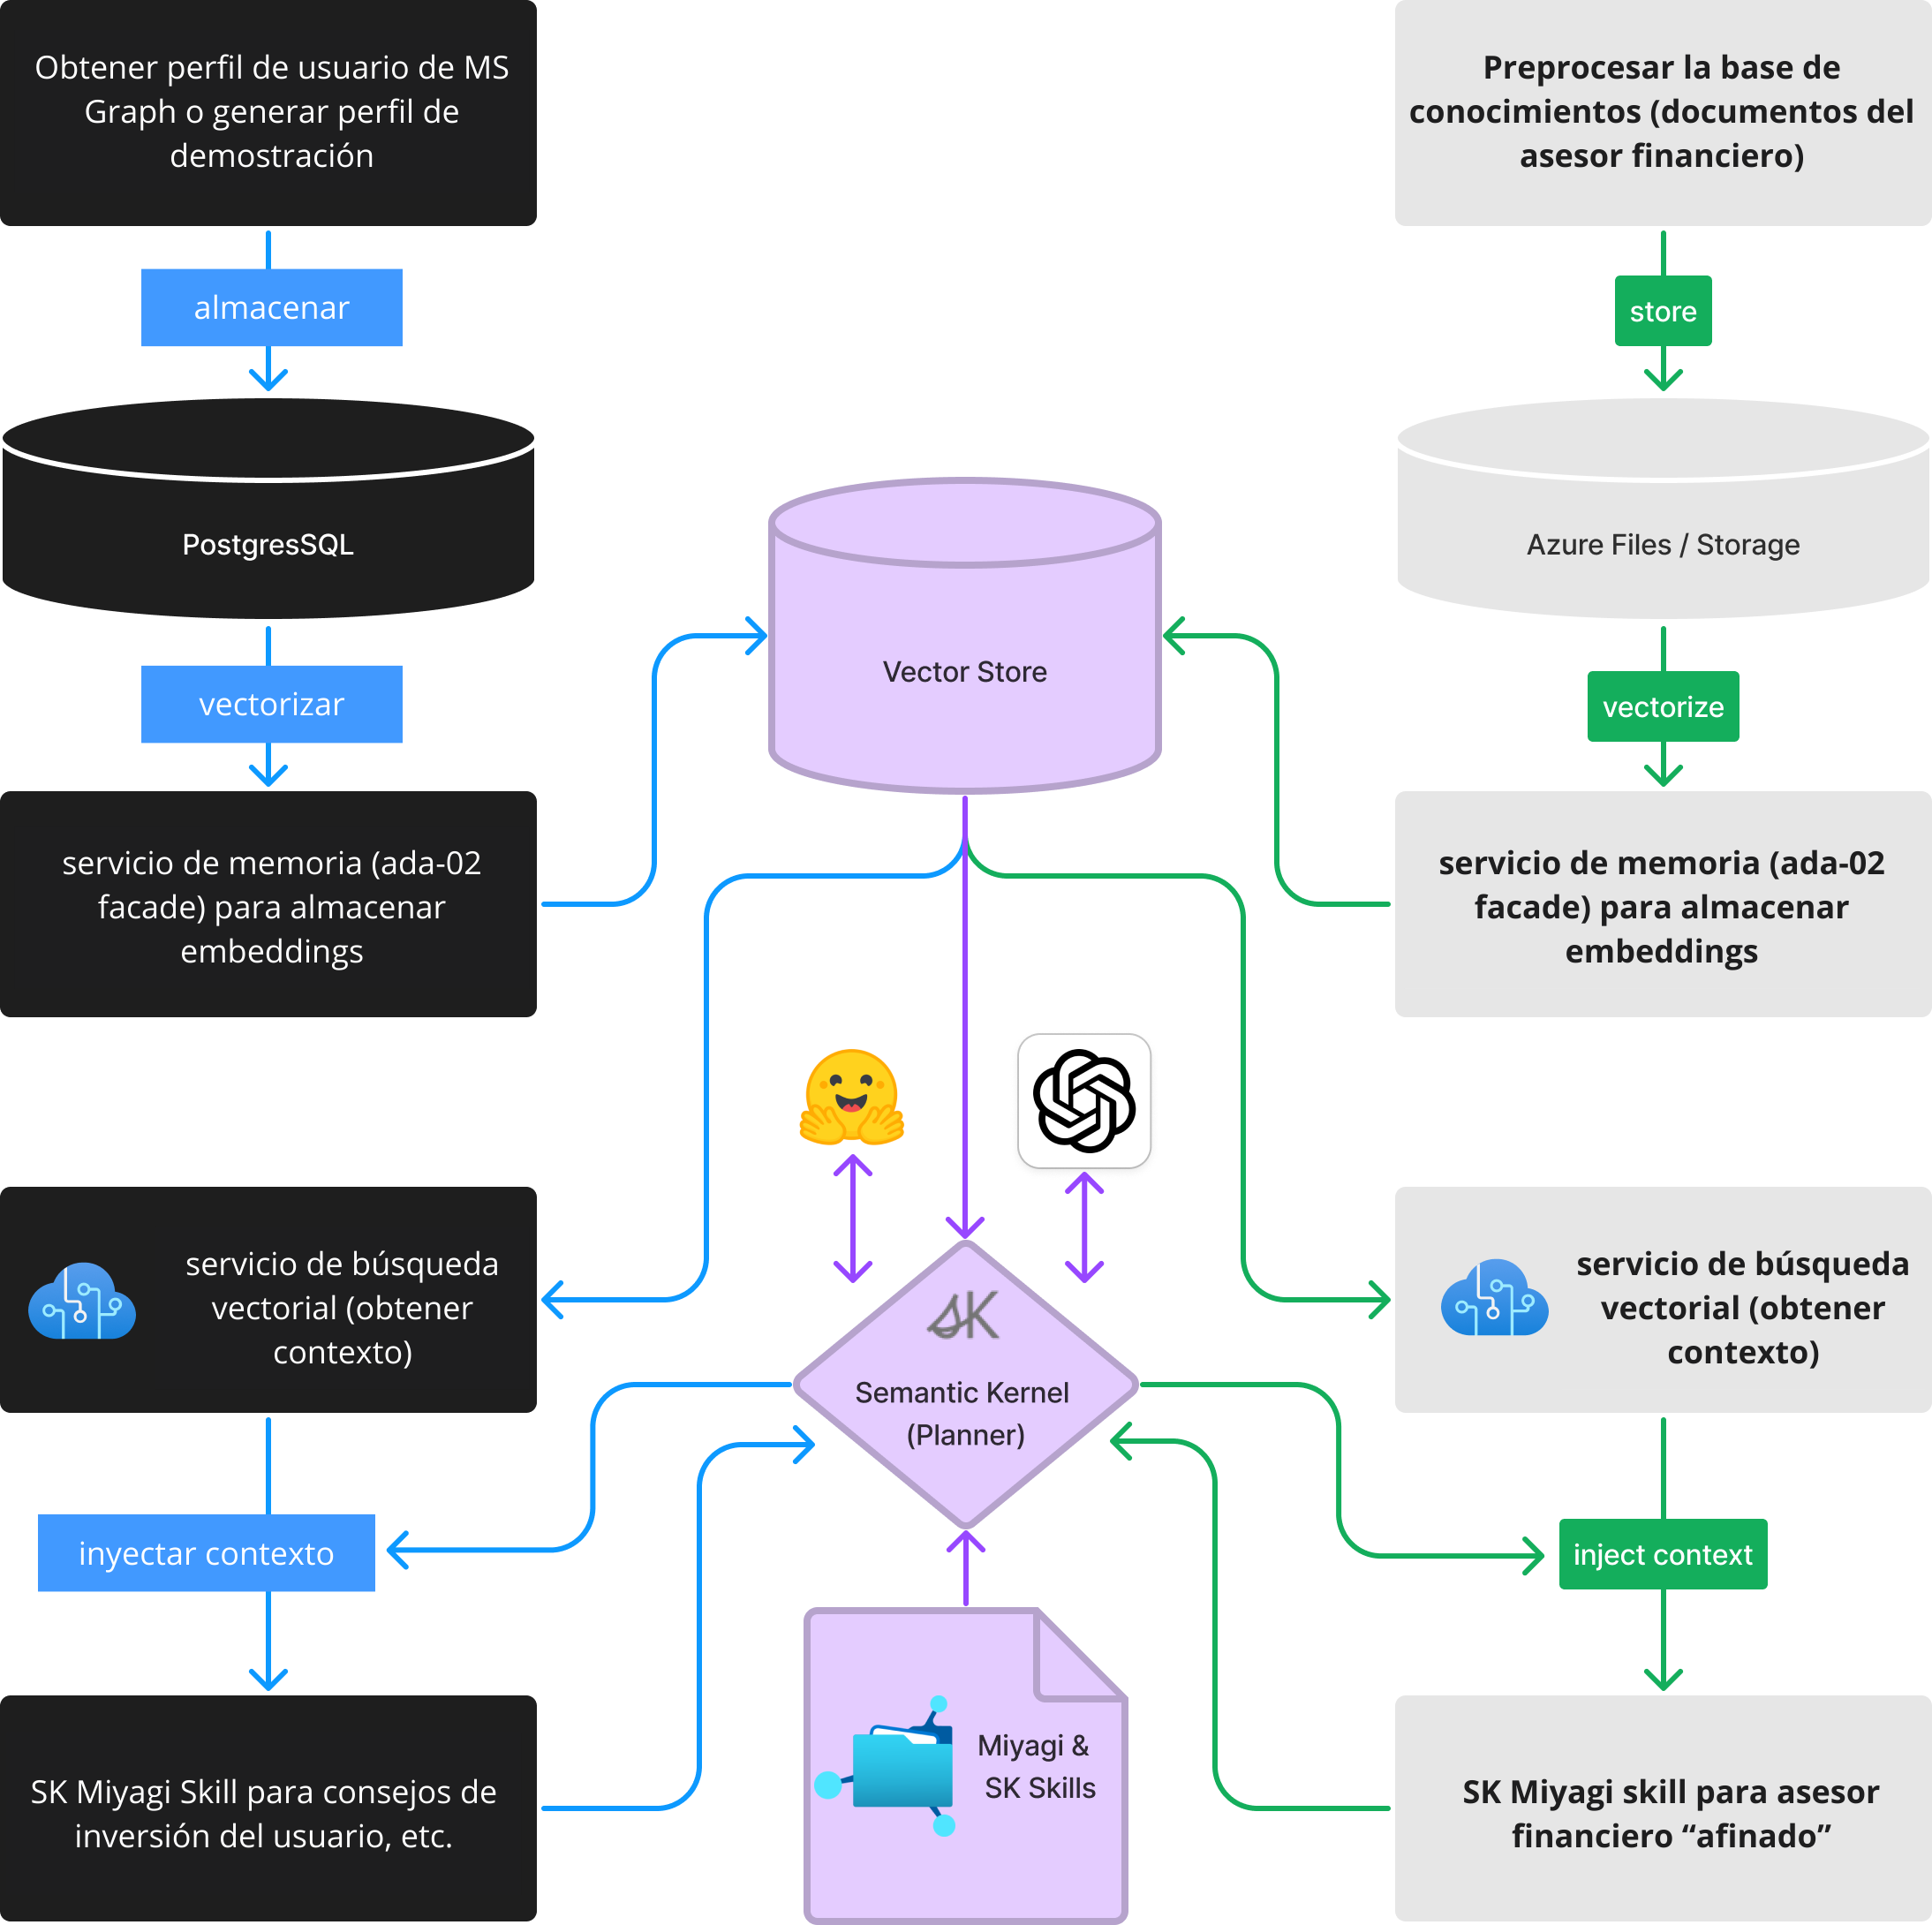 Obtener perfil de usuario de MS
Graph o generar perfil de
demostración
almacenar
PostgresSQL
vectorizar
servicio de memoria (ada-02
facade) para almacenar
embeddings
servicio de búsqueda
vectorial (obtener
contexto)
inyectar contexto
SK Miyagi Skill para consejos de
inversión del usuario, etc.
Vector Store
SK
Semantic Kernel
(Planner)
Miyagi &
SK Skills
Preprocesar la base de
conocimientos (documentos del
asesor financiero)
store
Azure Files / Storage
vectorize
servicio de memoria (ada-02
facade) para almacenar
embeddings
servicio de búsqueda
vectorial (obtener
contexto)
inject context
SK Miyagi skill para asesor
financiero “afinado”